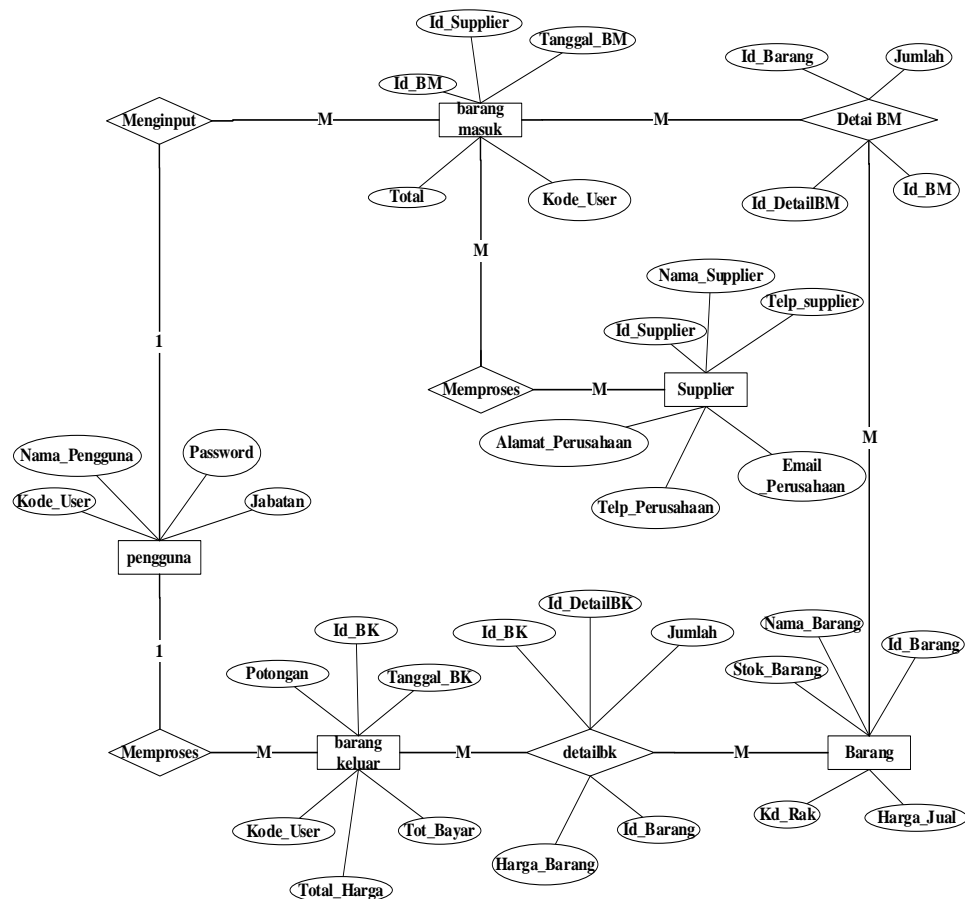 Id_Supplier
Tanggal_BM
Id_BM
Id_Barang
Jumlah
Menginput
M
barang
masuk
M
Detai BM
Total
Kode_User
Id_DetailBM
Id_BM
M
Nama_Supplier
Telp_supplier
Id_Supplier
1
Memproses
M
Supplier
Alamat_Perusahaan
Email
_Perusahaan
Telp_Perusahaan
M
Nama_Pengguna
Password
Kode_User
Jabatan
pengguna
1
Id_BK
Potongan
Tanggal_BK
Id_DetailBK
Id_BK
Jumlah
Nama_Barang
Id_Barang
Stok_Barang
Memproses
M
barang
keluar
M
detailbk
M
Barang
Kode_User
Tot_Bayar
Total_Harga
Harga_Barang
Id_Barang
Kd_Rak
Harga_Jual